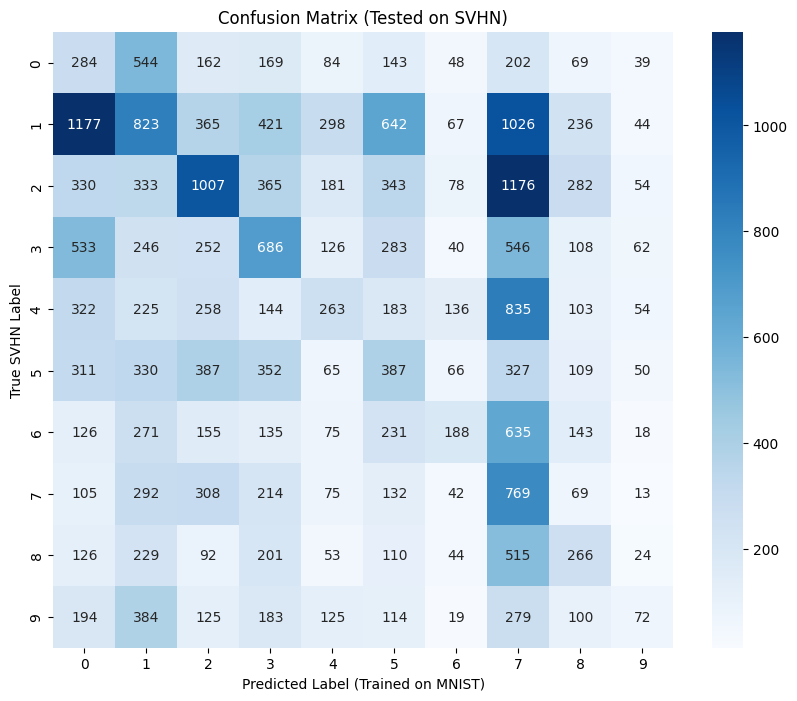 Confusion Matrix (Tested on SVHN)
True SVHN Label
0 284 544 162 169 84 143 48 202 69 39
1 1177 823 365 421 298 642 67 1026 236 44
2 330 333 1007 365 181 343 78 1176 282 54
3 533 246 252 686 126 283 40 546 108 62
4 322 225 258 144 263 183 136 835 103 54
5 311 330 387 352 65 387 66 327 109 50
6 126 271 155 135 75 231 188 635 143 18
7 105 292 308 214 75 132 42 769 69 13
8 126 229 92 201 53 110 44 515 266 24
9 194 384 125 183 125 114 19 279 100 72
0 1 2 3 4 5 6 7 8 9
Predicted Label (Trained on MNIST)
1000
800
600
400
200